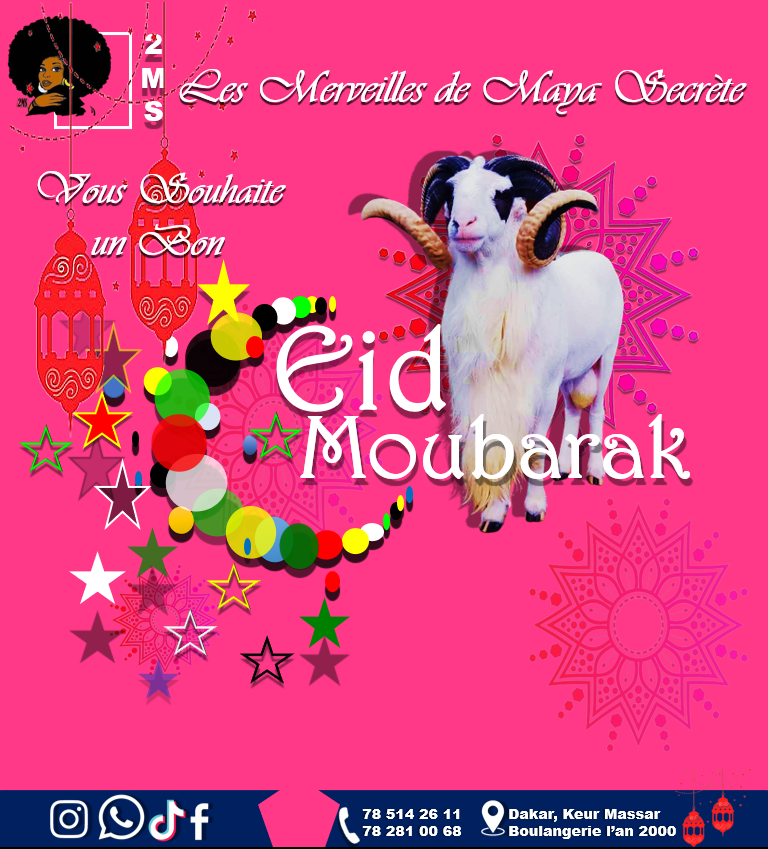 2
M
S
Les Merveilles de Maya Secrète
Vous Souhaite
un Bon
Eid
Moubarak
78 514 26 11
78 281 00 68
Dakar, Keur Massar
Boulangerie l'an 2000